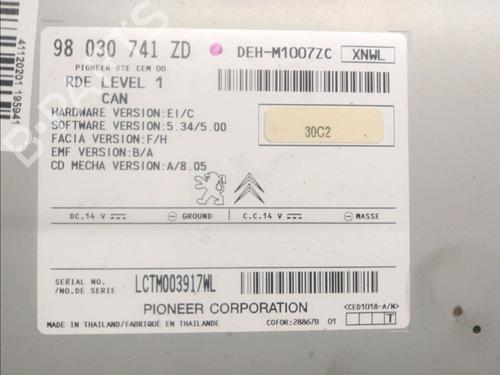 98 030 741 ZD DEH-M1007ZC XNWL
PIONEER-RDE CEM 00
RDE LEVEL 1
CAN
HARDWARE VERSION:EI/C
SOFTWARE VERSION:5.34/5.00
FACIA VERSION:F/H
EMF VERSION:B/A
CD MECHA VERSION:A/8.05
30C2
DC.14 V GROUND C.C.14 V MASSE
SERIAL NO.
/NO.DE SERIE LCTM003917WL
PIONEER CORPORATION <CED1018-A/N>
MADE IN THAILAND/FABRIQUÉ EN THAILANDE COFOR:28867B 01 T
41120201 195941
B-PARTS